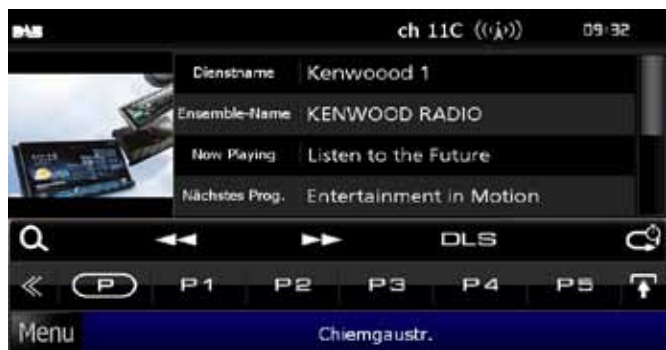 DAB ch 11C 09:32
Dienstname Kenwoood 1
Ensemble-Name KENWOOD RADIO
Now Playing Listen to the Future
Nächstes Prog. Entertainment in Motion
DLS
P P1 P2 P3 P4 P5
Menu Chiemgaustr.